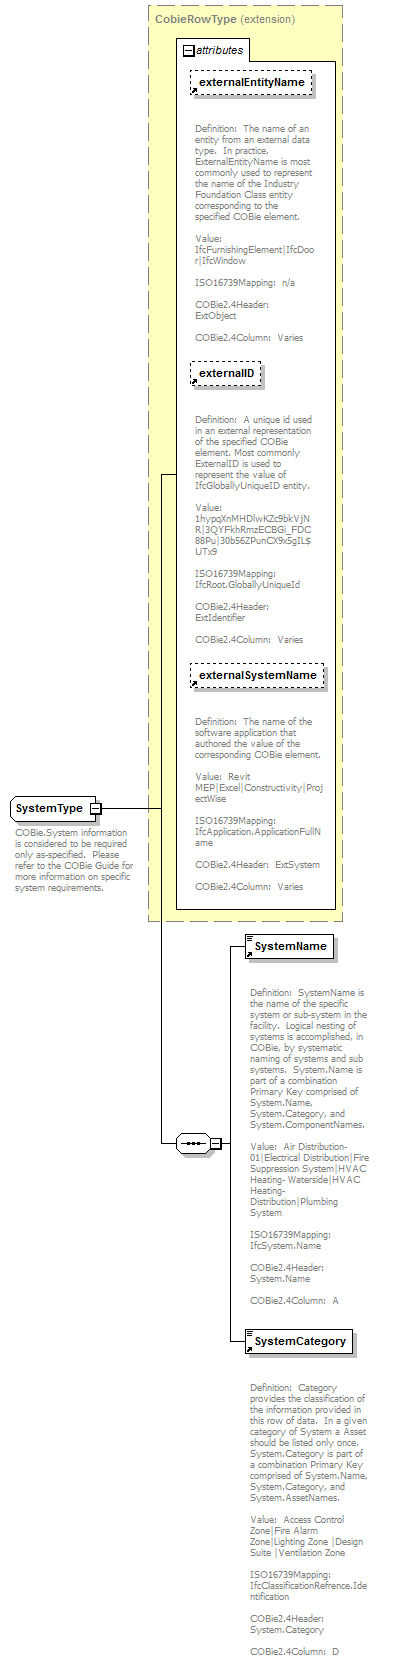 CobieRowType (extension)
attributes
externalEntityName
Definition: The name of an
entity from an external data
type. In practice,
ExternalEntityName is most
commonly used to represent
the name of the Industry
Foundation Class entity
corresponding to the
specified COBie element.
Value:
IfcFurnishingElement|IfcDoo
r|IfcWindow
ISO16739Mapping: n/a
COBie2.4Header:
ExtObject
COBie2.4Column: Varies
externalID
Definition: A unique id used
in an external representation
of the specified COBie
element. Most commonly
ExternalID is used to
represent the value of
IfcGloballyUniqueID entity.
Value:
1hypqXnMHDlwKZc9bkVjN
R|3QYFkhRmzECBGi_FDC
88Pu|30b56ZPunCX9xSgIL$
UTx9
ISO16739Mapping:
IfcRoot.GloballyUniqueId
COBie2.4Header:
ExtIdentifier
COBie2.4Column: Varies
externalSystemName
Definition: The name of the
software application that
authored the value of the
corresponding COBie element.
Value: Revit
MEP|Excel|Constructivity|Proj
ectWise
ISO16739Mapping:
IfcApplication.ApplicationFullN
ame
COBie2.4Header: ExtSystem
COBie2.4Column: Varies
SystemType
COBie.System information
is considered to be required
only as-specified. Please
refer to the COBie Guide for
more information on specific
system requirements.
SystemName
Definition: SystemName is
the name of the specific
system or sub-system in the
facility. Logical nesting of
systems is accomplished, in
COBie, by systematic
naming of systems and sub
systems. System.Name is
part of a combination
Primary Key comprised of
System.Name,
System.Category, and
System.ComponentNames.
Value: Air Distribution-
01|Electrical Distribution|Fire
Suppression System|HVAC
Heating- Waterside|HVAC
Heating-
Distribution|Plumbing
System
ISO16739Mapping:
IfcSystem.Name
COBie2.4Header:
System.Name
COBie2.4Column: A
SystemCategory
Definition: Category
provides the classification of
the information provided in
this row of data. In a given
category of System a Asset
should be listed only once.
System.Category is part of
a combination Primary Key
comprised of System.Name,
System.Category, and
System.AssetNames.
Value: Access Control
Zone|Fire Alarm
Zone|Lighting Zone |Design
Suite |Ventilation Zone
ISO16739Mapping:
IfcClassificationRefrence.Ide
ntification
COBie2.4Header:
System.Category
COBie2.4Column: D